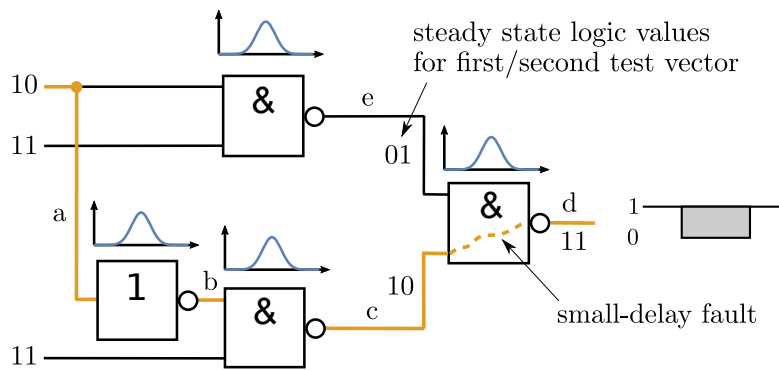 steady state logic values
for first/second test vector
10
&
e
11
01
a
&
d
1
0
11
b
1
10
&
c
small-delay fault
11